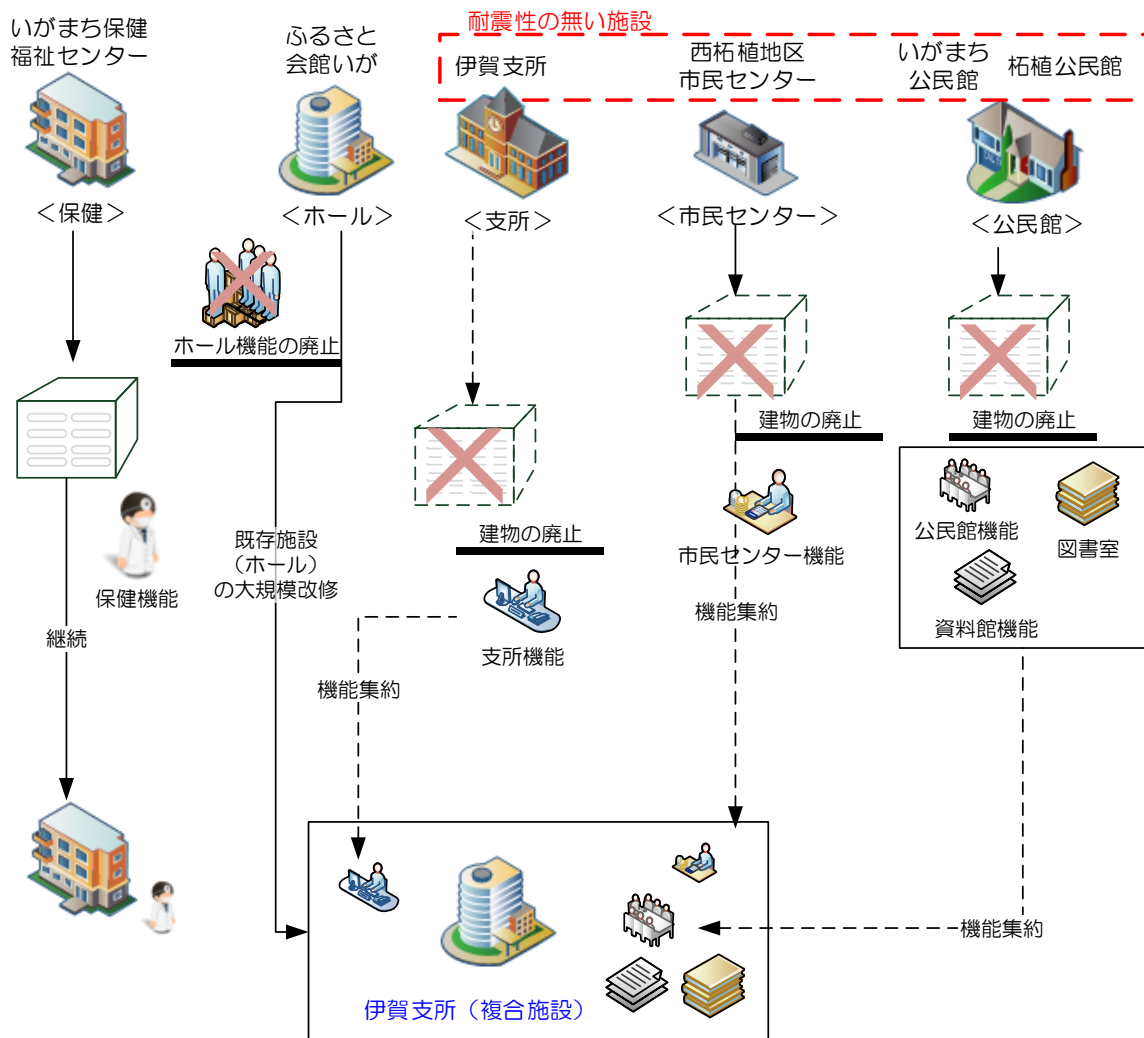 耐震性の無い施設
いがまち保健
福祉センター
ふるさと
会館いが
伊賀支所
西柘植地区
市民センター
いがまち
公民館
柘植公民館
＜保健＞
＜ホール＞
＜支所＞
＜市民センター＞
＜公民館＞
ホール機能の廃止
建物の廃止
建物の廃止
建物の廃止
公民館機能
図書室
資料館機能
市民センター機能
既存施設
（ホール）
の大規模改修
保健機能
継続
支所機能
機能集約
機能集約
機能集約
伊賀支所（複合施設）